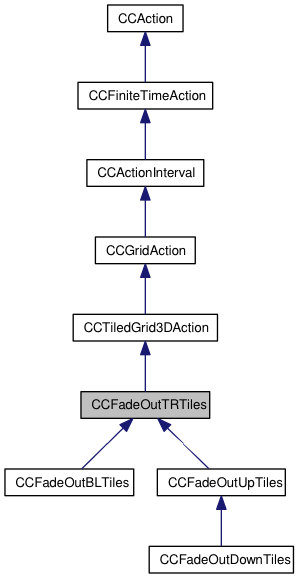 CCAction
CCFiniteTimeAction
CCActionInterval
CCGridAction
CCTiledGrid3DAction
CCFadeOutTRTiles
CCFadeOutBLTiles
CCFadeOutUpTiles
CCFadeOutDownTiles